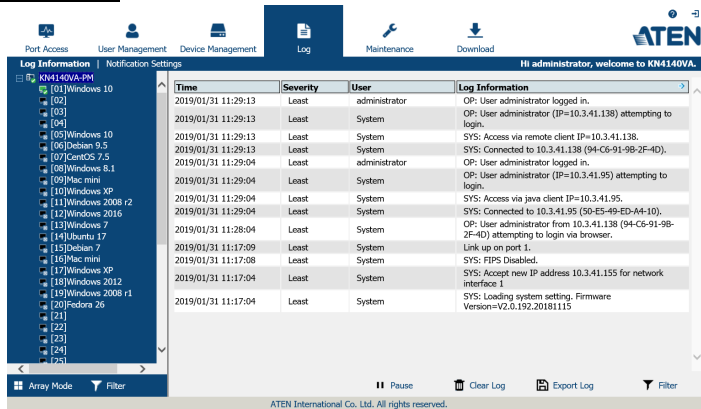 ATEN
Port Access
User Management
Device Management
Log
Maintenance
Download
Log Information | Notification Settings
Hi administrator, welcome to KN4140VA.
KN4140VA-PM
[01]Windows 10
[02]
[03]
[04]
[05]Windows 10
[06]Debian 9.5
[07]CentOS 7.5
[08]Windows 8.1
[09]Mac mini
[10]Windows XP
[11]Windows 2008 r2
[12]Windows 2016
[13]Windows 7
[14]Ubuntu 17
[15]Debian 7
[16]Mac mini
[17]Windows XP
[18]Windows 2012
[19]Windows 2008 r1
[20]Fedora 26
[21]
[22]
[23]
[24]
[25]
Array Mode
Filter
Time Severity User Log Information
2019/01/31 11:29:13 Least administrator OP: User administrator logged in.
2019/01/31 11:29:13 Least System OP: User administrator (IP=10.3.41.138) attempting to
login.
2019/01/31 11:29:13 Least System SYS: Access via remote client IP=10.3.41.138.
2019/01/31 11:29:13 Least System SYS: Connected to 10.3.41.138 (94-C6-91-9B-2F-4D).
2019/01/31 11:29:04 Least administrator OP: User administrator logged in.
2019/01/31 11:29:04 Least System OP: User administrator (IP=10.3.41.95) attempting to
login.
2019/01/31 11:29:04 Least System SYS: Access via java client IP=10.3.41.95.
2019/01/31 11:29:04 Least System SYS: Connected to 10.3.41.95 (50-E5-49-ED-A4-10).
2019/01/31 11:28:04 Least System OP: User administrator from 10.3.41.138 (94-C6-91-9B-
2F-4D) attempting to login via browser.
2019/01/31 11:17:09 Least System Link up on port 1.
2019/01/31 11:17:08 Least System SYS: FIPS Disabled.
2019/01/31 11:17:04 Least System SYS: Accept new IP address 10.3.41.155 for network
interface 1
2019/01/31 11:17:04 Least System SYS: Loading system setting. Firmware
Version=V2.0.192.20181115
Pause
Clear Log
Export Log
Filter
ATEN International Co. Ltd. All rights reserved.